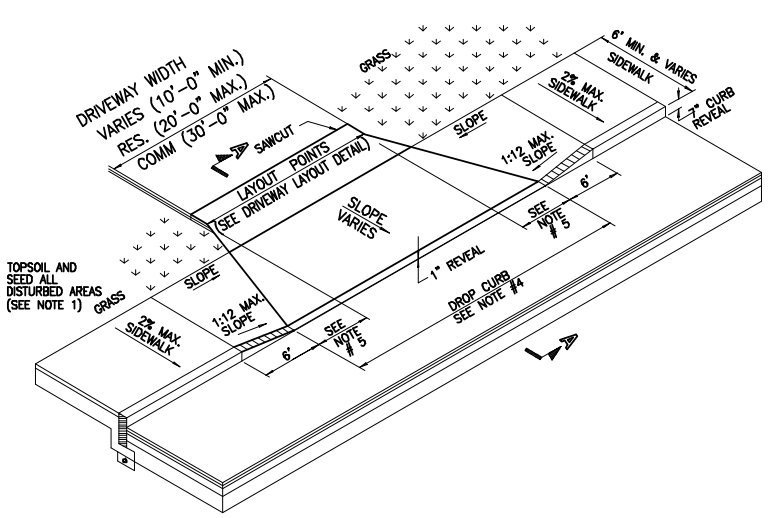 DRIVEWAY WIDTH
VARIES (10'-0" MIN.)
RES. (20'-0" MAX.)
COMM (30'-0" MAX.)
GRASS
6' MIN. & VARIES
SIDEWALK
2% MAX.
SIDEWALK
7" CURB
REVEAL
SLOPE
1:12 MAX.
SLOPE
A
SAWCUT
LAYOUT POINTS
(SEE DRIVEWAY LAYOUT DETAIL)
6'
SEE
NOTE
# 5
SLOPE
VARIES
1" REVEAL
DROP CURB
SEE NOTE #4
TOPSOIL AND
SEED ALL
DISTURBED AREAS
(SEE NOTE 1)
GRASS
SLOPE
1:12 MAX.
SLOPE
2% MAX.
SIDEWALK
6'
SEE
NOTE
# 5
A